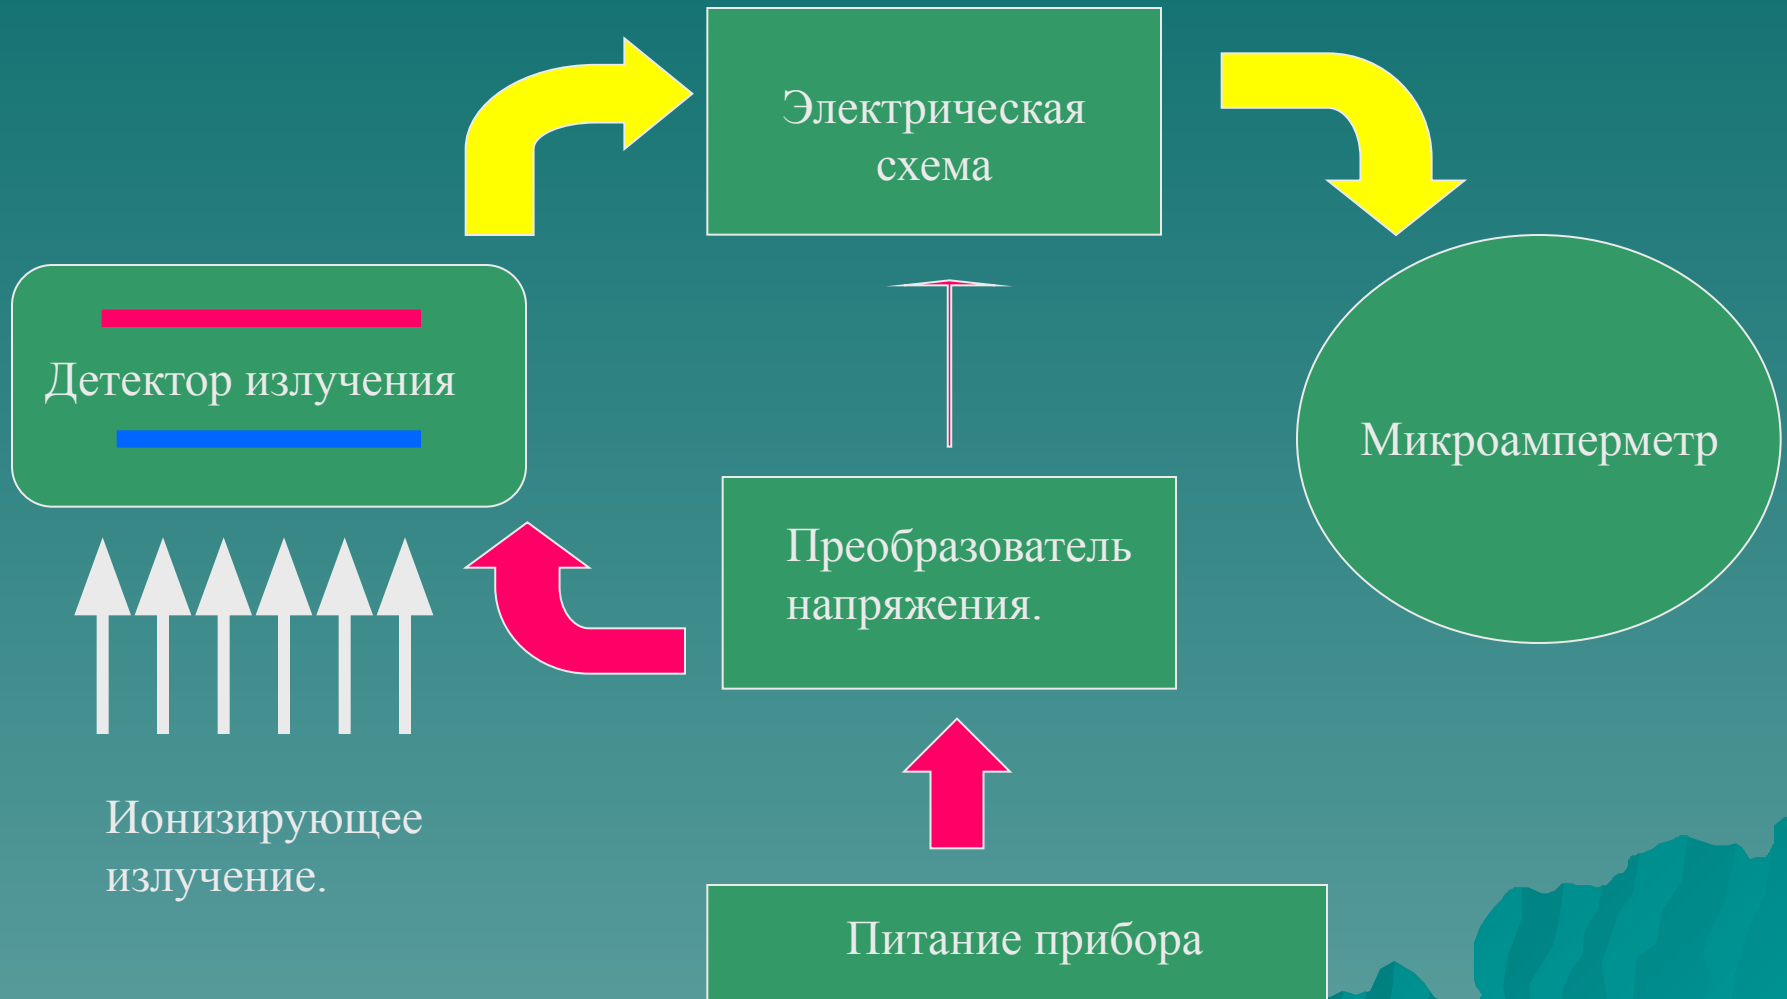 Электрическая
схема
Детектор излучения
Микроамперметр
Преобразователь
напряжения.
Ионизирующее
излучение.
Питание прибора